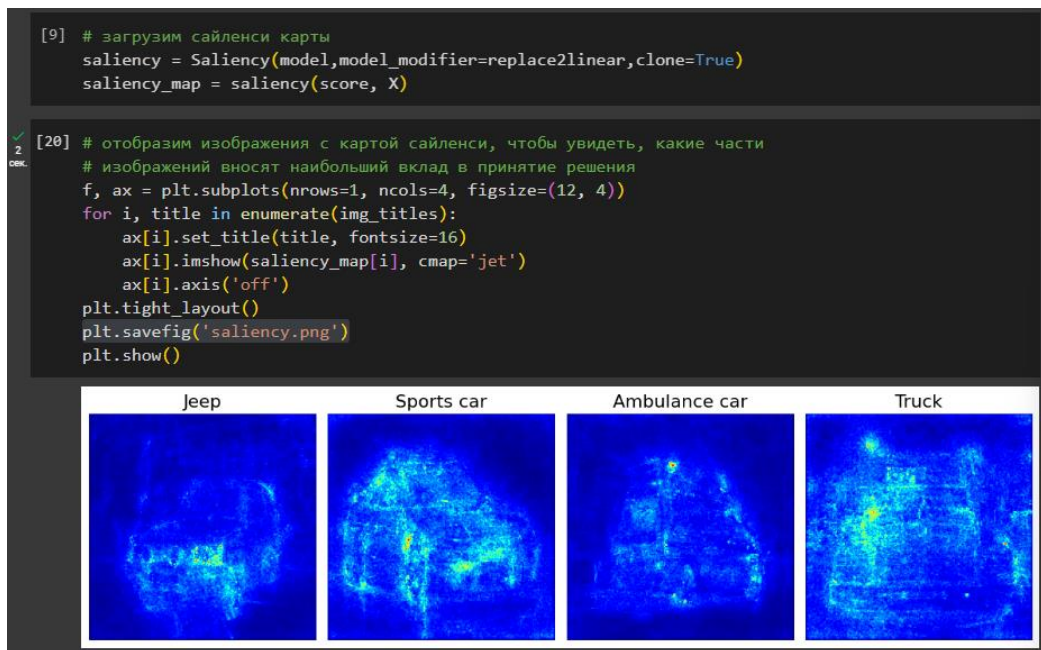 [9] # загрузим сайленси карты
saliency = Saliency(model,model_modifier=replace2linear,clone=True)
saliency_map = saliency(score, X)
[20] # отобразим изображения с картой сайленси, чтобы увидеть, какие части
2
сек.
# изображений вносят наибольший вклад в принятие решения
f, ax = plt.subplots(nrows=1, ncols=4, figsize=(12, 4))
for i, title in enumerate(img_titles):
    ax[i].set_title(title, fontsize=16)
    ax[i].imshow(saliency_map[i], cmap='jet')
    ax[i].axis('off')
plt.tight_layout()
plt.savefig('saliency.png')
plt.show()
Jeep Sports car Ambulance car Truck